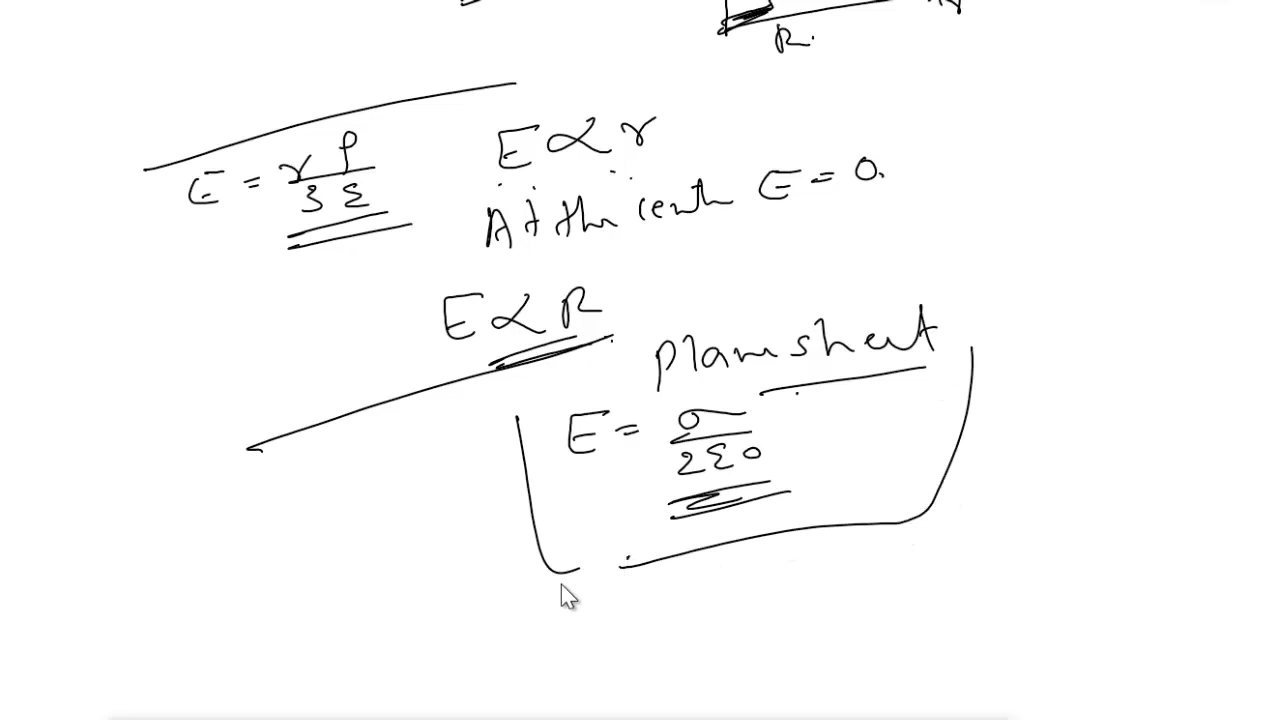 R.
E = rρ/3ε
E ∝ r
At the centre E = 0.
E ∝ R
plane sheet
E = σ/2ε0